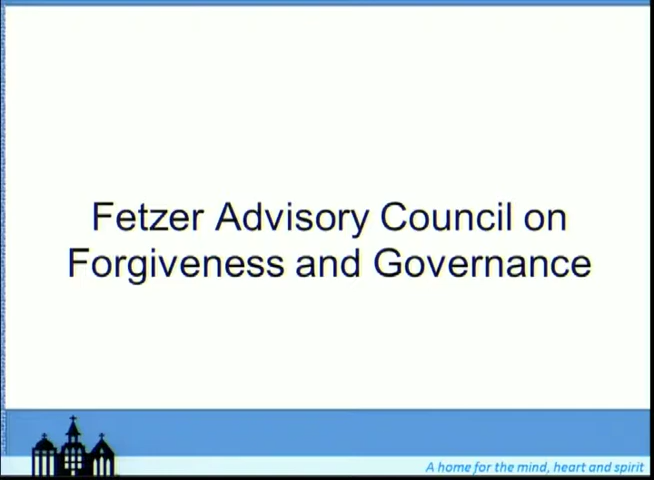 Fetzer Advisory Council on
Forgiveness and Governance
A home for the mind, heart and spirit